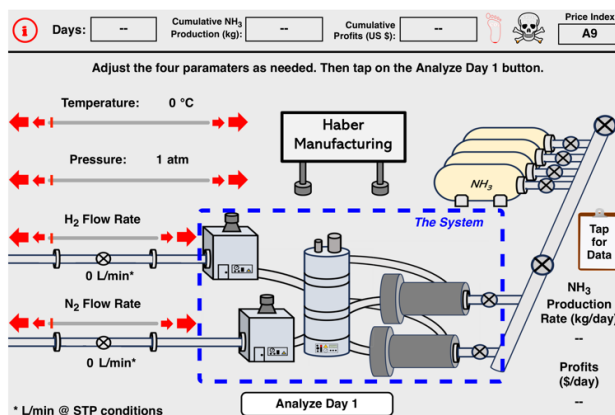 Days: --
Cumulative NH₃
Production (kg): --
Cumulative
Profits (US $): --
Price Index
A9
Adjust the four paramaters as needed. Then tap on the Analyze Day 1 button.
Temperature: 0 °C
Pressure: 1 atm
Haber
Manufacturing
NH₃
H₂ Flow Rate
0 L/min*
The System
Tap
for
Data
N₂ Flow Rate
0 L/min*
NH₃
Production
Rate (kg/day)
--
Profits
($/day)
--
* L/min @ STP conditions
Analyze Day 1